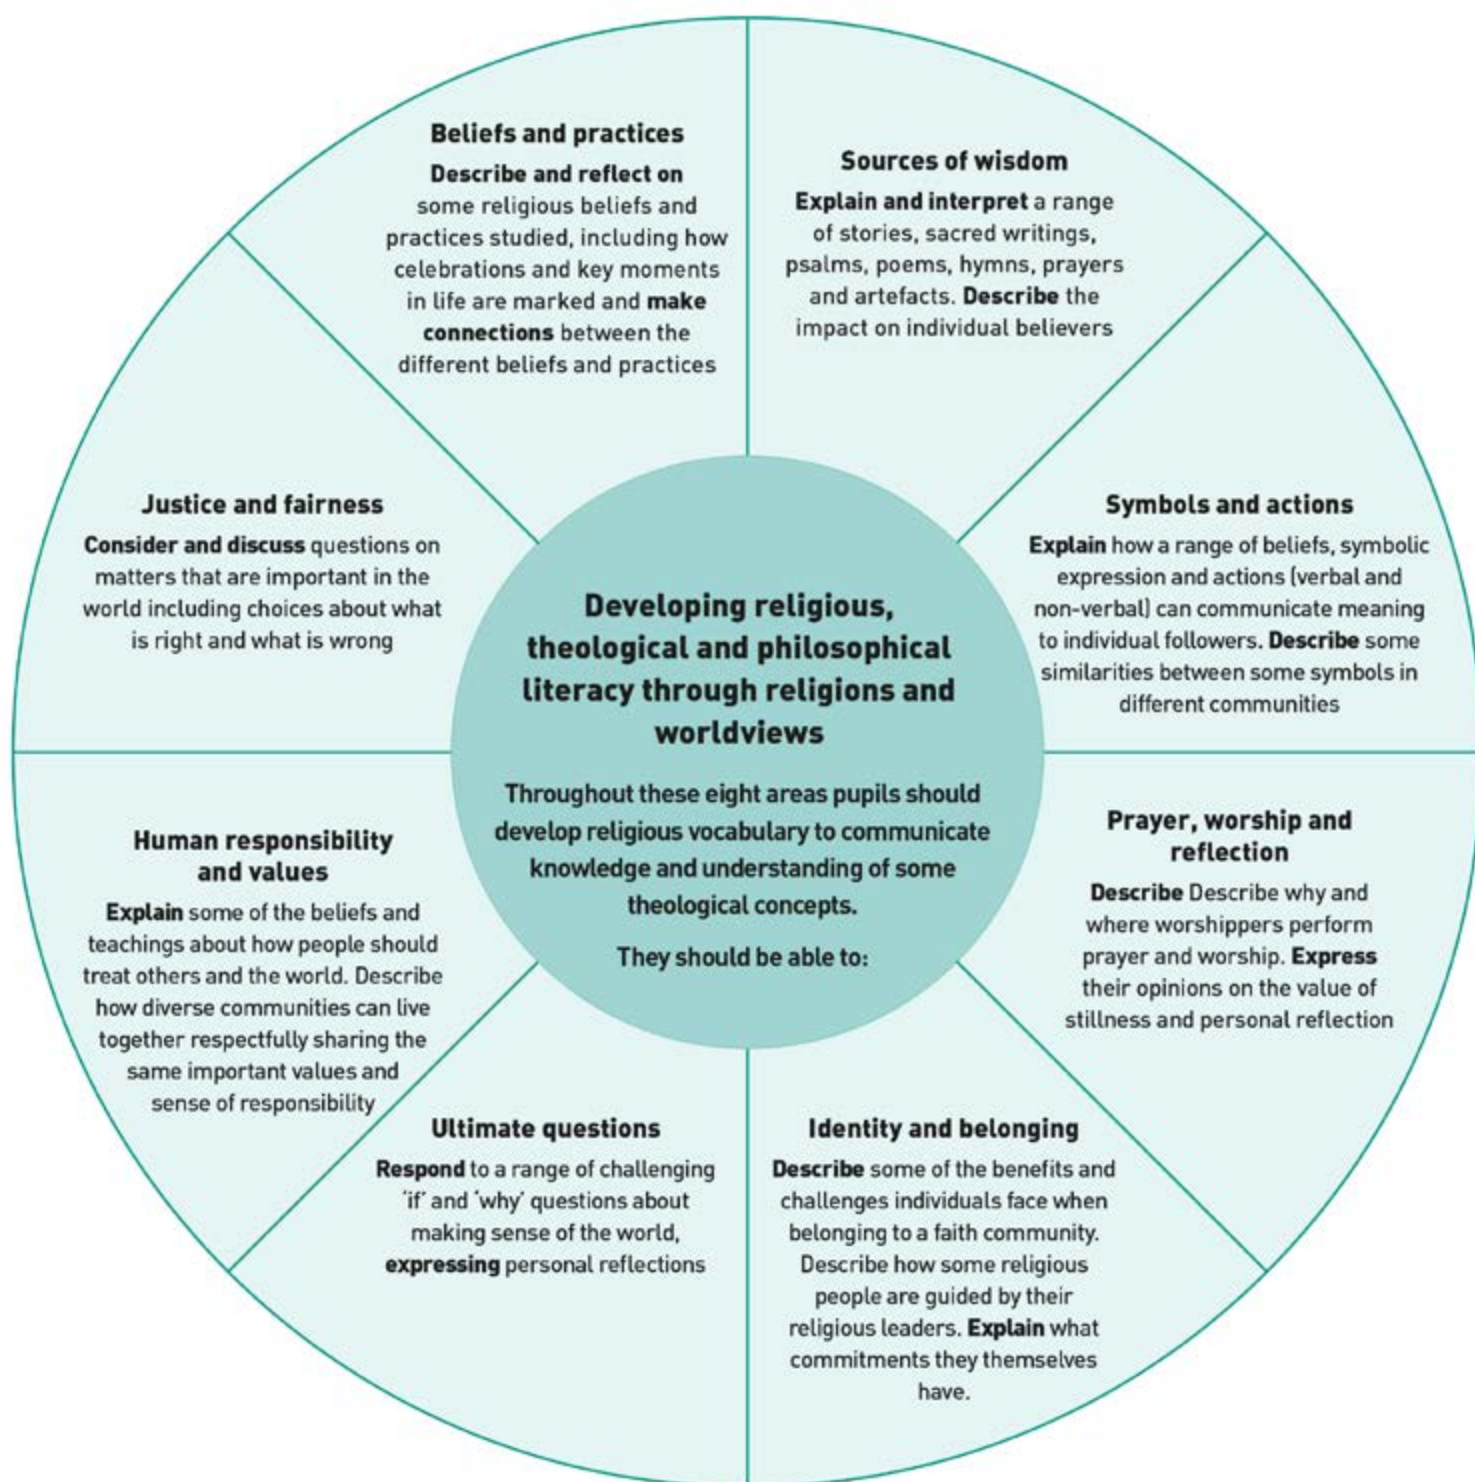 Beliefs and practices
Describe and reflect on
some religious beliefs and
practices studied, including how
celebrations and key moments
in life are marked and make
connections between the
different beliefs and practices
Sources of wisdom
Explain and interpret a range
of stories, sacred writings,
psalms, poems, hymns, prayers
and artefacts. Describe the
impact on individual believers
Symbols and actions
Explain how a range of beliefs, symbolic
expression and actions (verbal and
non-verbal) can communicate meaning
to individual followers. Describe some
similarities between some symbols in
different communities
Prayer, worship and
reflection
Describe Describe why and
where worshippers perform
prayer and worship. Express
their opinions on the value of
stillness and personal reflection
Identity and belonging
Describe some of the benefits and
challenges individuals face when
belonging to a faith community.
Describe how some religious
people are guided by their
religious leaders. Explain what
commitments they themselves
have.
Ultimate questions
Respond to a range of challenging
‘if’ and ‘why’ questions about
making sense of the world,
expressing personal reflections
Human responsibility
and values
Explain some of the beliefs and
teachings about how people should
treat others and the world. Describe
how diverse communities can live
together respectfully sharing the
same important values and
sense of responsibility
Justice and fairness
Consider and discuss questions on
matters that are important in the
world including choices about what
is right and what is wrong
Developing religious,
theological and philosophical
literacy through religions and
worldviews
Throughout these eight areas pupils should
develop religious vocabulary to communicate
knowledge and understanding of some
theological concepts.
They should be able to: